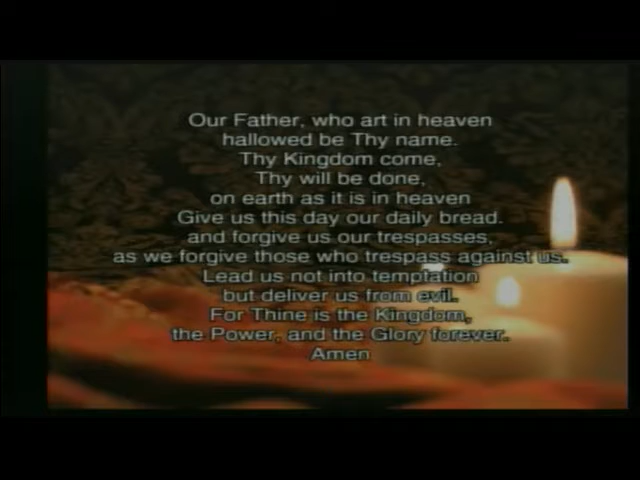 Our Father, who art in heaven
hallowed be Thy name.
Thy Kingdom come,
Thy will be done,
on earth as it is in heaven
Give us this day our daily bread.
and forgive us our trespasses,
as we forgive those who trespass against us.
Lead us not into temptation
but deliver us from evil.
For Thine is the Kingdom,
the Power, and the Glory forever.
Amen